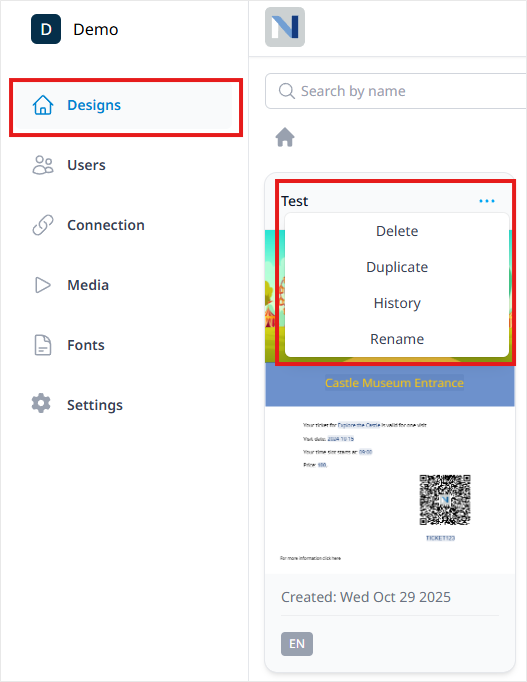 D Demo
Designs
Users
Connection
Media
Fonts
Settings
N
Search by name
Test
Delete
Duplicate
History
Rename
Castle Museum Entrance
Your ticket for Explore the Castle is valid for one visit
Visit date: 2024-10-15
Your time slot starts at: 09:00
Price: 100,
TICKET123
For more information click here
Created: Wed Oct 29 2025
EN